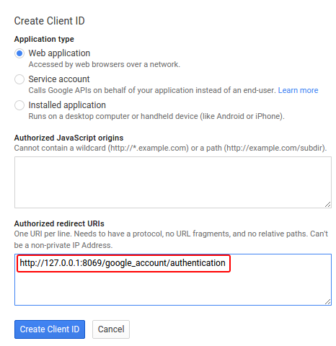 Create Client ID
Application type
Web application
Accessed by web browsers over a network.
Service account
Calls Google APIs on behalf of your application instead of an end-user. Learn more
Installed application
Runs on a desktop computer or handheld device (like Android or iPhone).
Authorized JavaScript origins
Cannot contain a wildcard (http://*.example.com) or a path (http://example.com/subdir).
Authorized redirect URIs
One URI per line. Needs to have a protocol, no URL fragments, and no relative paths. Can't
be a non-private IP Address.
http://127.0.0.1:8069/google_account/authentication
Create Client ID Cancel